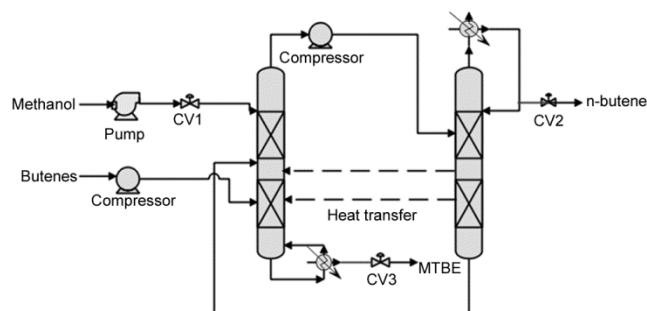 Compressor
Methanol
Pump
CV1
CV2
n-butene
Butenes
Compressor
Heat transfer
CV3
MTBE